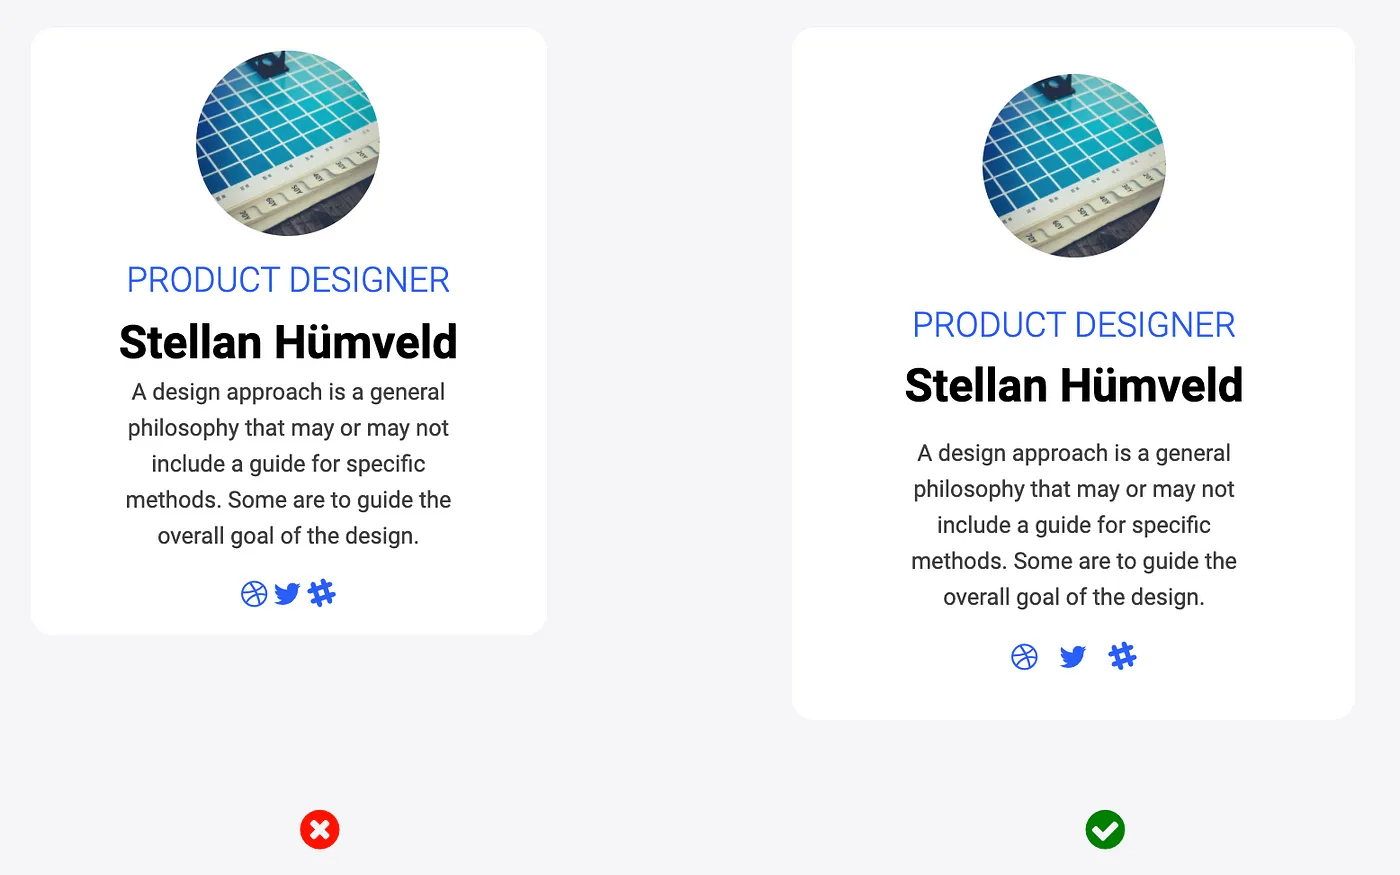 PRODUCT DESIGNER
Stellan Hümveld
A design approach is a general
philosophy that may or may not
include a guide for specific
methods. Some are to guide the
overall goal of the design.
PRODUCT DESIGNER
Stellan Hümveld
A design approach is a general
philosophy that may or may not
include a guide for specific
methods. Some are to guide the
overall goal of the design.